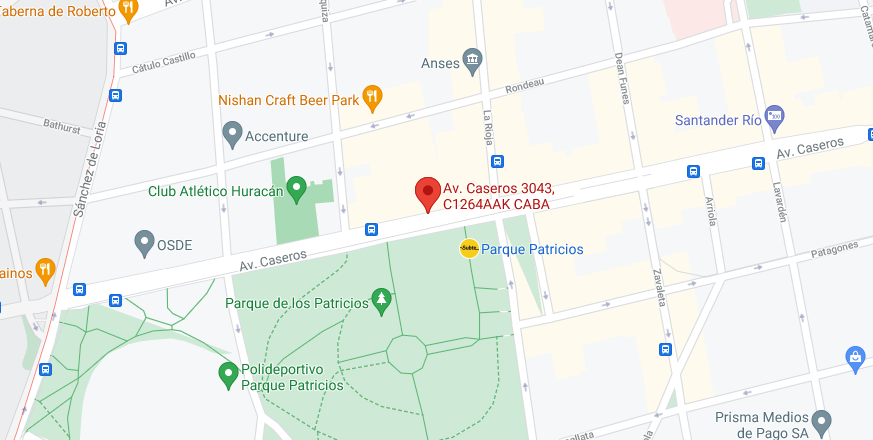 Taberna de Roberto
Cátulo Castillo
Anses
Rondeau
Dean Funes
Nishan Craft Beer Park
La Rioja
Santander Río
Bathurst
Accenture
Sánchez de Loria
Av. Caseros
Club Atlético Huracán
Av. Caseros 3043,
C1264AAK CABA
Arriola
Lavardén
OSDE
Subte
Parque Patricios
Patagones
Av. Caseros
ainos
Zavaleta
Parque de los Patricios
Polideportivo
Parque Patricios
Prisma Medios
de Pago SA